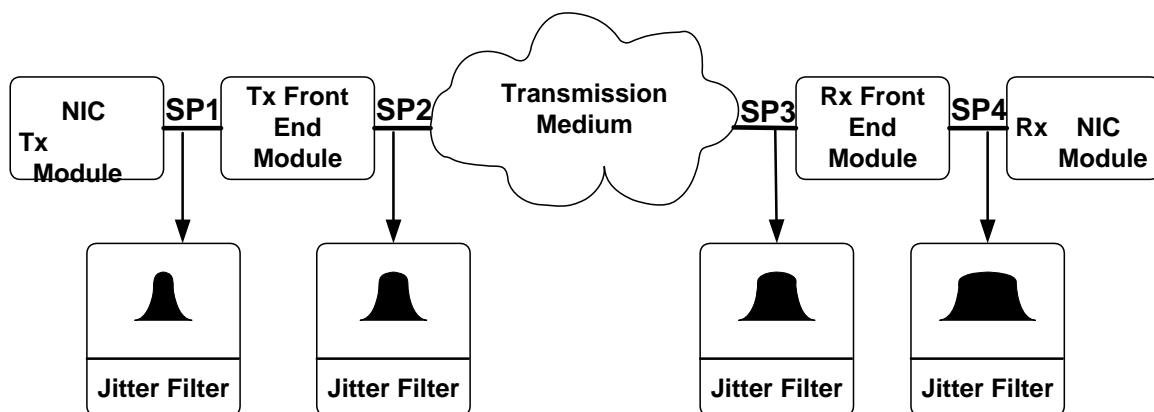 NIC
Tx
Module
SP1
Tx Front
End
Module
SP2
Transmission
Medium
SP3
Rx Front
End
Module
SP4
Rx NIC
Module
Jitter Filter
Jitter Filter
Jitter Filter
Jitter Filter